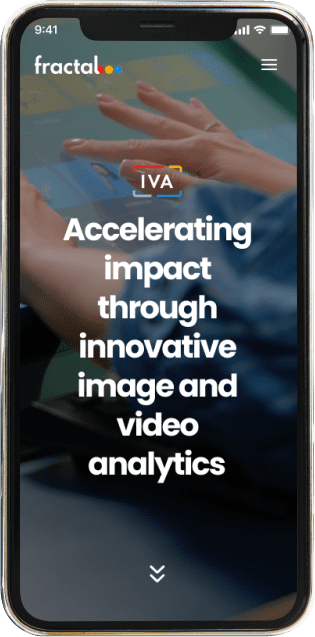 9:41
fractal
IVA
Accelerating
impact
through
innovative
image and
video
analytics